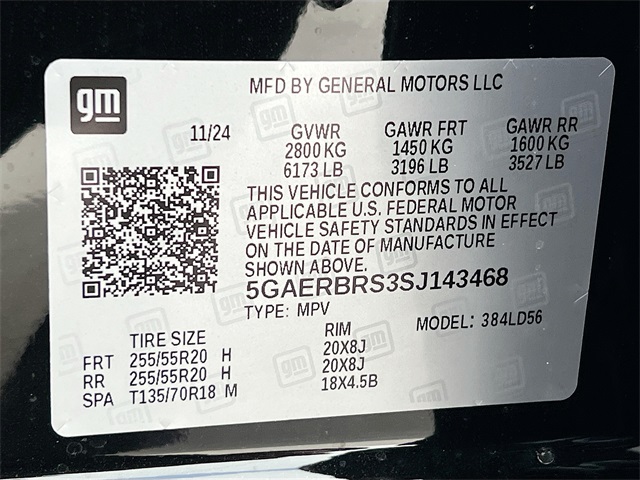 gm
MFD BY GENERAL MOTORS LLC
11/24 GVWR GAWR FRT GAWR RR
2800 KG 1450 KG 1600 KG
6173 LB 3196 LB 3527 LB
THIS VEHICLE CONFORMS TO ALL
APPLICABLE U.S. FEDERAL MOTOR
VEHICLE SAFETY STANDARDS IN EFFECT
ON THE DATE OF MANUFACTURE
SHOWN ABOVE.
5GAERBRS3SJ143468
TYPE: MPV MODEL: 384LD56
TIRE SIZE RIM
FRT 255/55R20 H 20X8J
RR 255/55R20 H 20X8J
SPA T135/70R18 M 18X4.5B